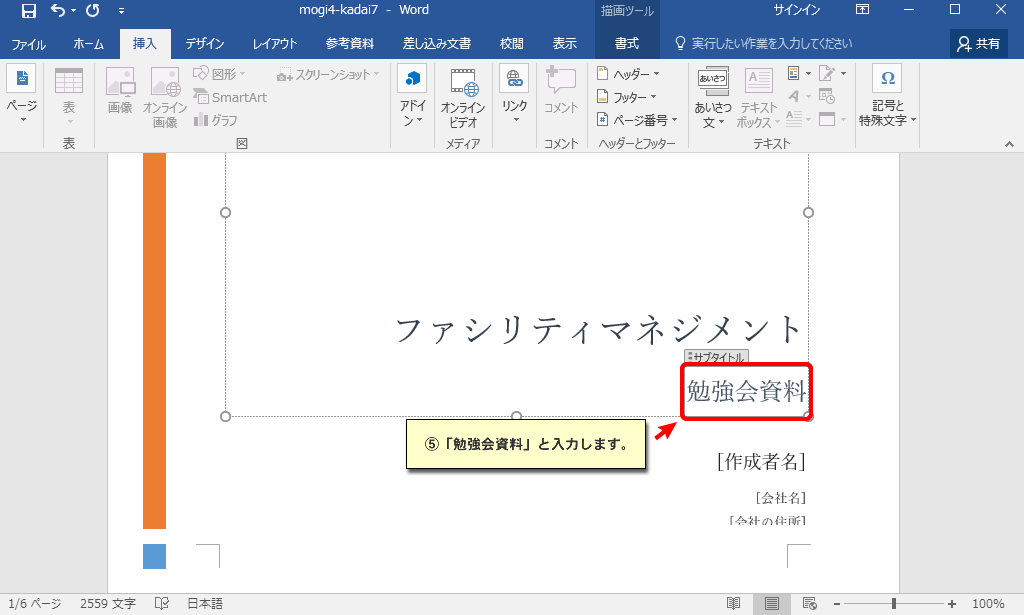 mogi4-kadai7 - Word
描画ツール
サインイン
ファイル ホーム 挿入 デザイン レイアウト 参考資料 差し込み文書 校閲 表示 書式 実行したい作業を入力してください 共有
ページ
表
画像
オンライン
画像
図形
SmartArt
グラフ
スクリーンショット
アドイ
ン
オンライン
ビデオ
リンク
コメント
ヘッダー
フッター
ページ番号
あいさつ
あいさつ
文
テキスト
ボックス
記号と
特殊文字
表 図 メディア コメント ヘッダーとフッター テキスト
ファシリティマネジメント
サブタイトル
勉強会資料
⑤「勉強会資料」と入力します。
[作成者名]
[会社名]
[会社の住所]
1/6 ページ 2559 文字 日本語 100%